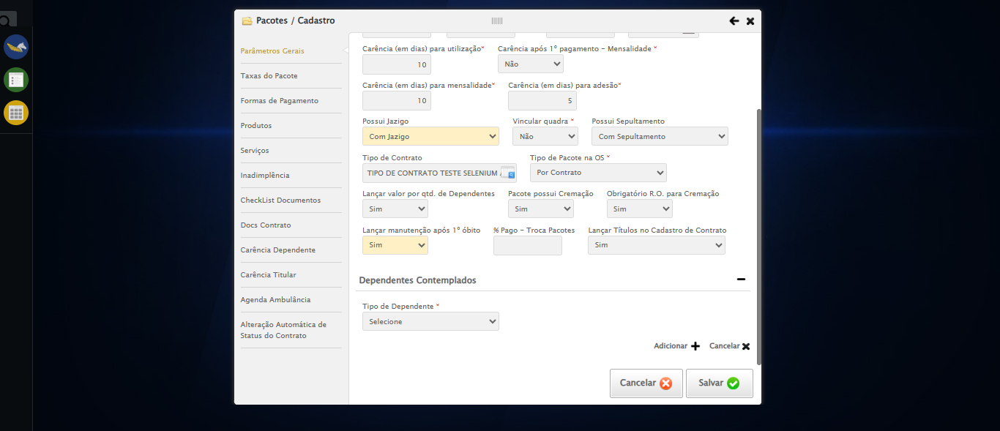 Pacotes / Cadastro
Parâmetros Gerais
Taxas do Pacote
Formas de Pagamento
Produtos
Serviços
Inadimplência
CheckList Documentos
Docs Contrato
Carência Dependente
Carência Titular
Agenda Ambulância
Alteração Automática de
Status do Contrato
Carência (em dias) para utilização* Carência após 1º pagamento - Mensalidade *
10 Não
Carência (em dias) para mensalidade* Carência (em dias) para adesão*
10 5
Possui Jazigo Vincular quadra * Possui Sepultamento
Com Jazigo Não Com Sepultamento
Tipo de Contrato Tipo de Pacote na OS *
TIPO DE CONTRATO TESTE SELENIUM Por Contrato
Lançar valor por qtd. de Dependentes Pacote possui Cremação Obrigatório R.O. para Cremação
Sim Sim Sim
Lançar manutenção após 1º óbito % Pago - Troca Pacotes Lançar Títulos no Cadastro de Contrato
Sim Sim
Dependentes Contemplados
Tipo de Dependente *
Selecione
Adicionar Cancelar
Cancelar Salvar